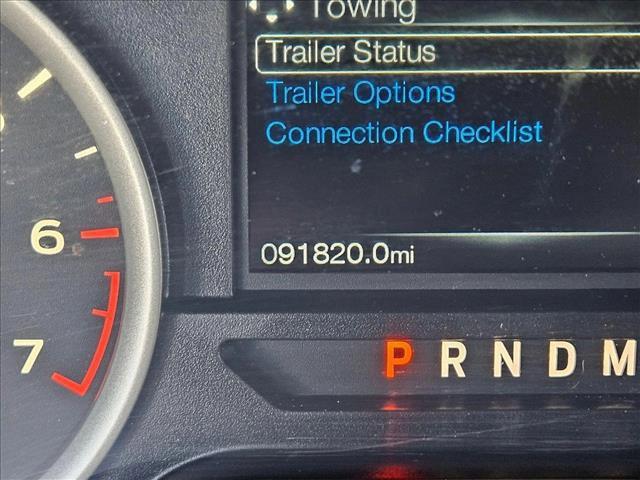 Towing
Trailer Status
Trailer Options
Connection Checklist
6
091820.0mi
7
P R N D M